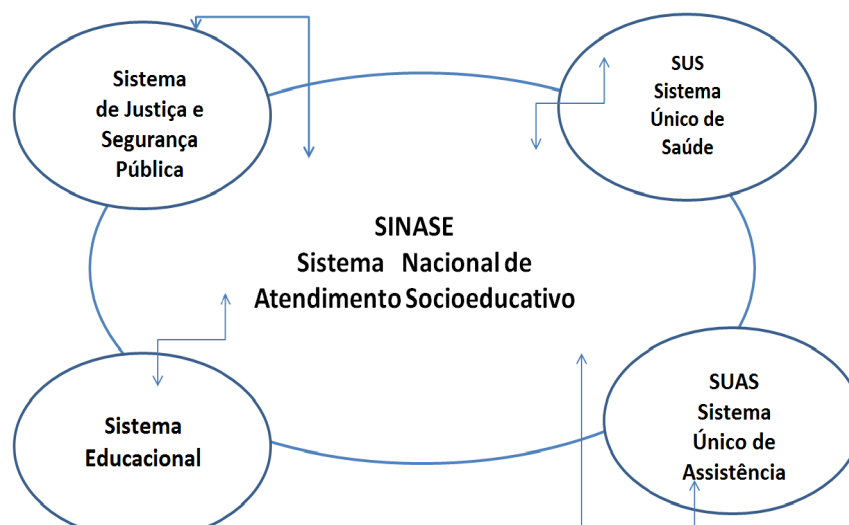 Sistema
de Justiça e
Segurança
Pública
SUS
Sistema
Único de
Saúde
SINASE
Sistema Nacional de
Atendimento Socioeducativo
Sistema
Educacional
SUAS
Sistema
Único de
Assistência